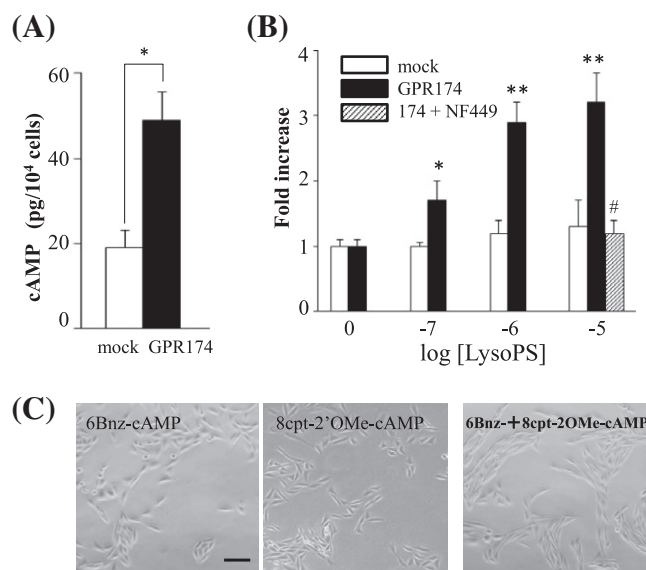 (A)
*
60
40
20
0
cAMP (pg/10⁴ cells)
mock GPR174
(B)
4
3
2
1
0
Fold increase
mock
GPR174
174 + NF449
*
**
**
#
0 -7 -6 -5
log [LysoPS]
(C)
6Bnz-cAMP
8cpt-2’OMe-cAMP
6Bnz-+8cpt-2OMe-cAMP